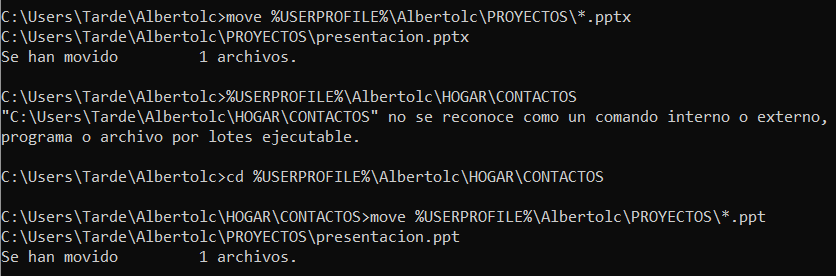 C:\Users\Tarde\Albertolc>move %USERPROFILE%\Albertolc\PROYECTOS\*.pptx
C:\Users\Tarde\Albertolc\PROYECTOS\presentacion.pptx
Se han movido         1 archivos.

C:\Users\Tarde\Albertolc>%USERPROFILE%\Albertolc\HOGAR\CONTACTOS
"C:\Users\Tarde\Albertolc\HOGAR\CONTACTOS" no se reconoce como un comando interno o externo,
programa o archivo por lotes ejecutable.

C:\Users\Tarde\Albertolc>cd %USERPROFILE%\Albertolc\HOGAR\CONTACTOS

C:\Users\Tarde\Albertolc\HOGAR\CONTACTOS>move %USERPROFILE%\Albertolc\PROYECTOS\*.ppt
C:\Users\Tarde\Albertolc\PROYECTOS\presentacion.ppt
Se han movido         1 archivos.